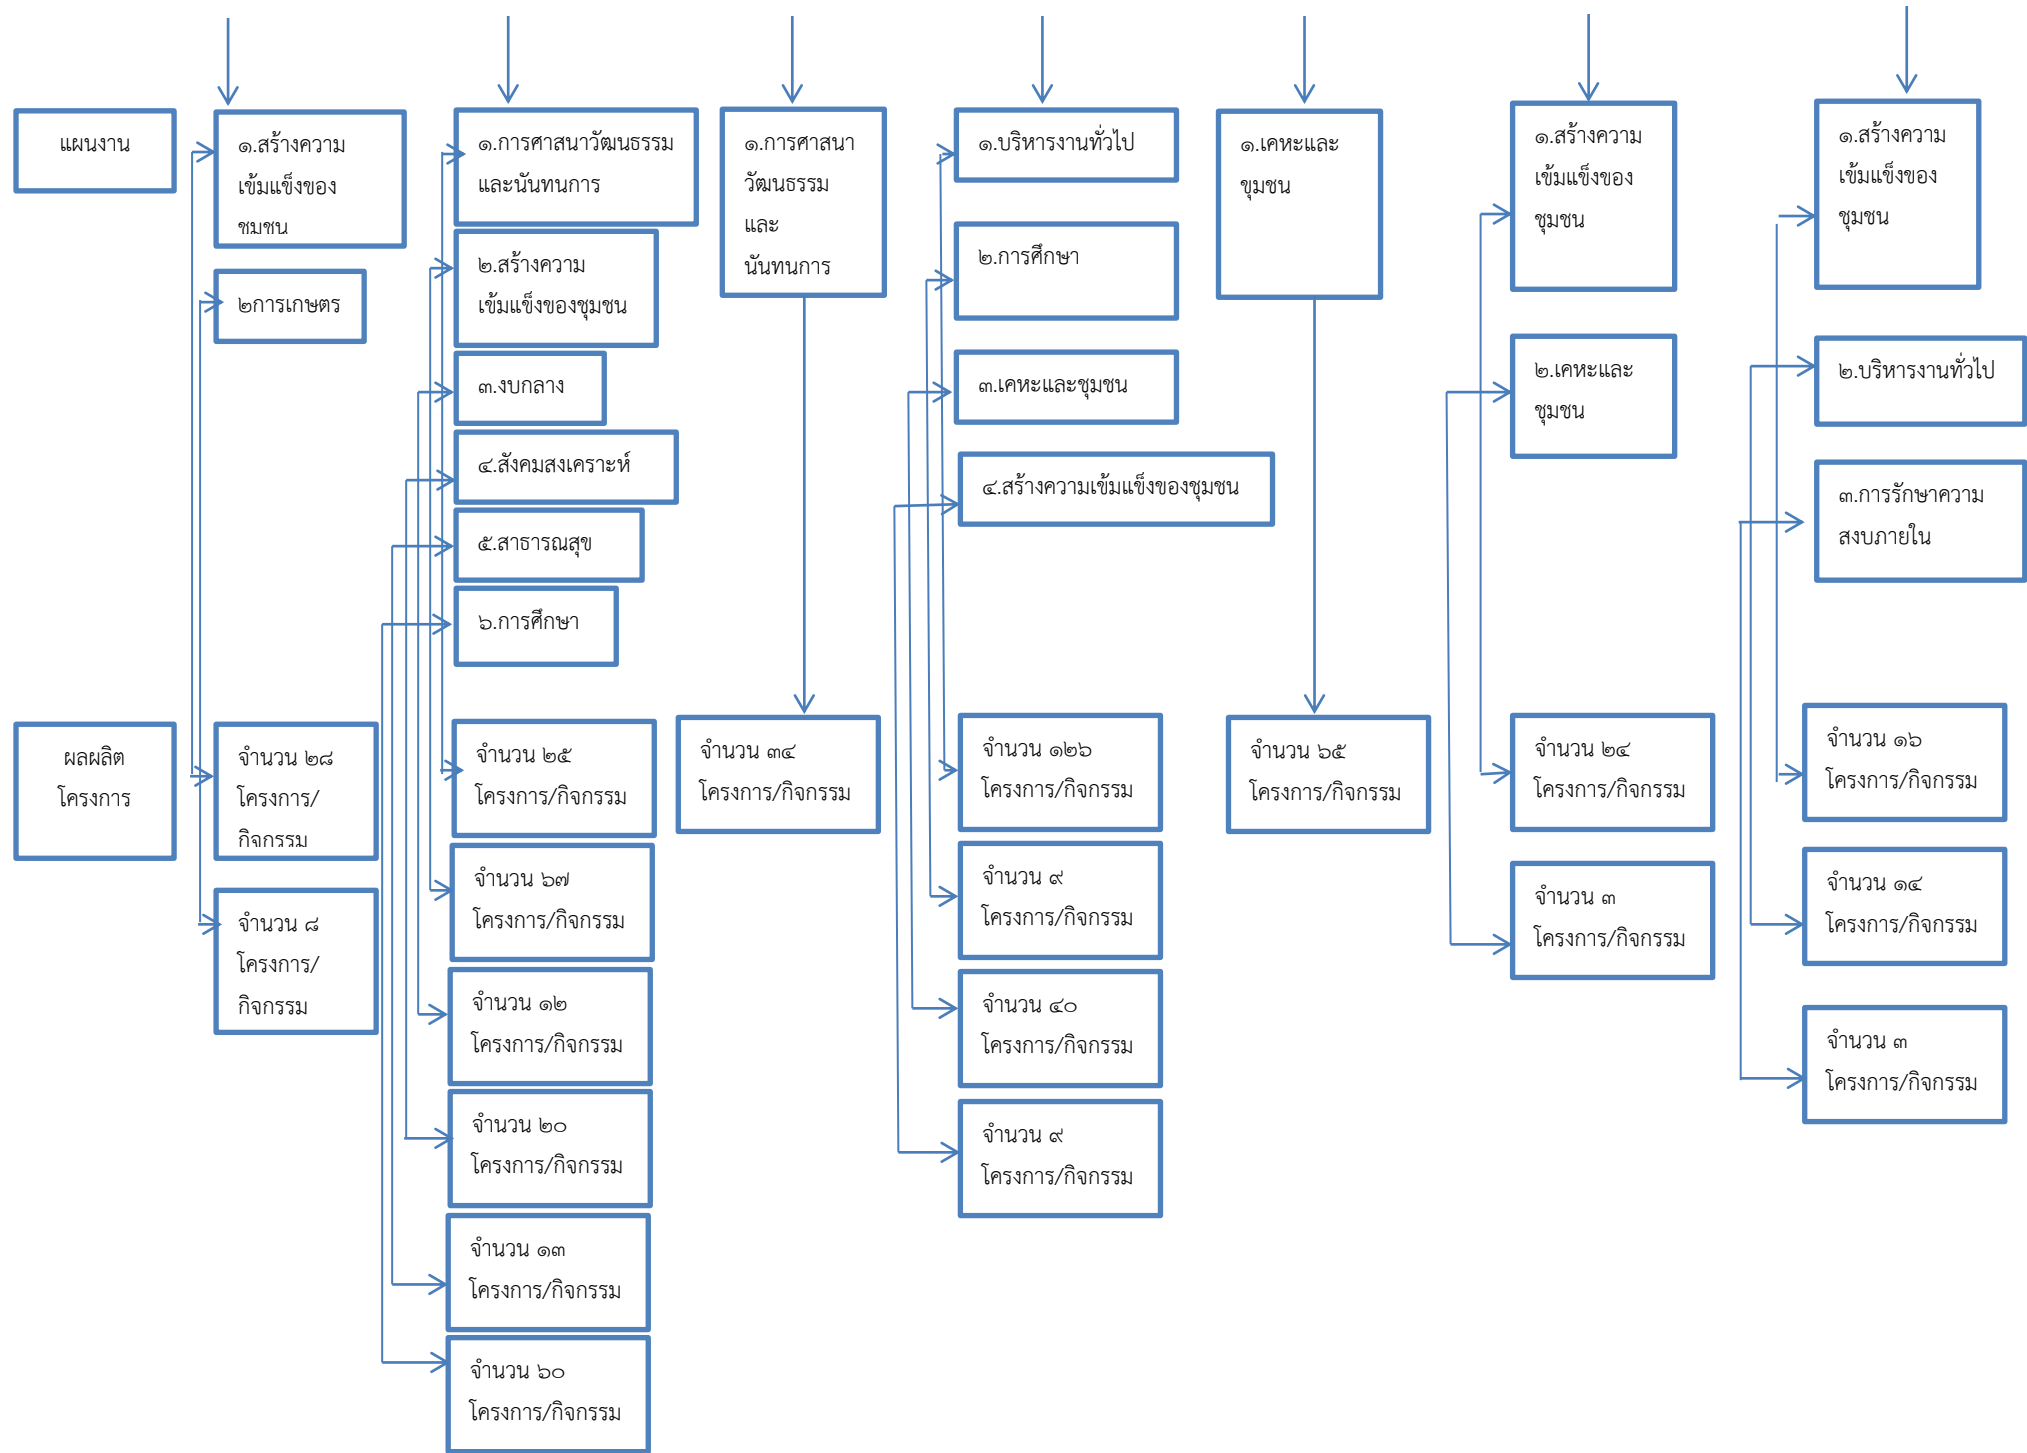 แผนงาน
๑.สร้างความ
เข้มแข็งของ
ชุมชน
๒การเกษตร
๑.การศาสนาวัฒนธรรม
และนันทนการ
๒.สร้างความ
เข้มแข็งของชุมชน
๓.งบกลาง
๔.สังคมสงเคราะห์
๕.สาธารณสุข
๖.การศึกษา
๑.การศาสนา
วัฒนธรรม
และ
นันทนการ
๑.บริหารงานทั่วไป
๒.การศึกษา
๓.เคหะและชุมชน
๔.สร้างความเข้มแข็งของชุมชน
๑.เคหะและ
ขุมชน
๑.สร้างความ
เข้มแข็งของ
ชุมชน
๒.เคหะและ
ชุมชน
๑.สร้างความ
เข้มแข็งของ
ชุมชน
๒.บริหารงานทั่วไป
๓.การรักษาความ
สงบภายใน
ผลผลิต
โครงการ
จำนวน ๒๘
โครงการ/
กิจกรรม
จำนวน ๘
โครงการ/
กิจกรรม
จำนวน ๒๕
โครงการ/กิจกรรม
จำนวน ๖๗
โครงการ/กิจกรรม
จำนวน ๑๒
โครงการ/กิจกรรม
จำนวน ๒๐
โครงการ/กิจกรรม
จำนวน ๑๓
โครงการ/กิจกรรม
จำนวน ๖๐
โครงการ/กิจกรรม
จำนวน ๓๔
โครงการ/กิจกรรม
จำนวน ๑๒๖
โครงการ/กิจกรรม
จำนวน ๙
โครงการ/กิจกรรม
จำนวน ๔๐
โครงการ/กิจกรรม
จำนวน ๙
โครงการ/กิจกรรม
จำนวน ๖๕
โครงการ/กิจกรรม
จำนวน ๒๔
โครงการ/กิจกรรม
จำนวน ๓
โครงการ/กิจกรรม
จำนวน ๑๖
โครงการ/กิจกรรม
จำนวน ๑๔
โครงการ/กิจกรรม
จำนวน ๓
โครงการ/กิจกรรม